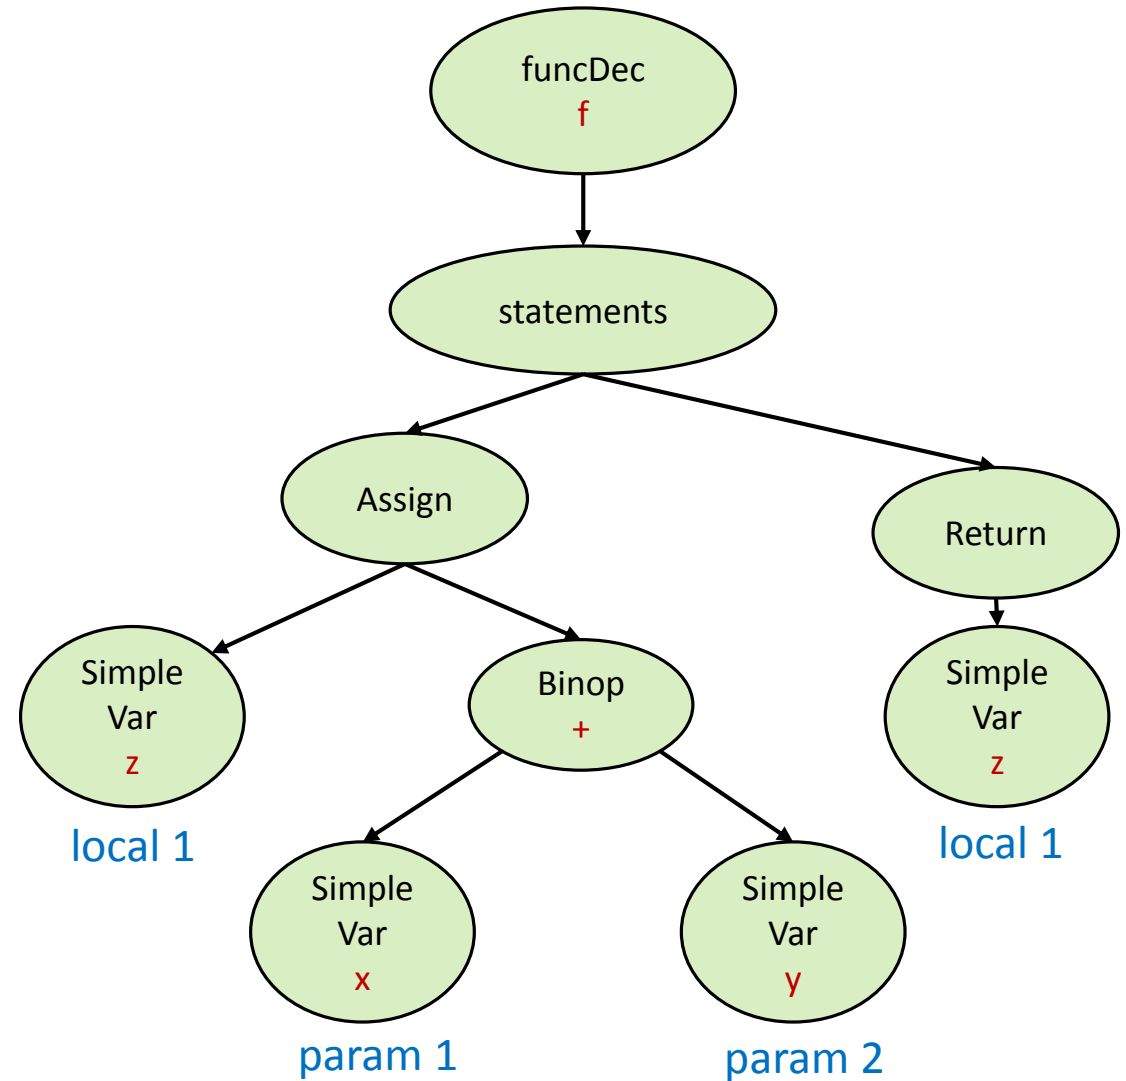 funcDec
f
statements
Assign
Return
Simple
Var
z
local 1
Binop
+
Simple
Var
z
local 1
Simple
Var
x
param 1
Simple
Var
y
param 2